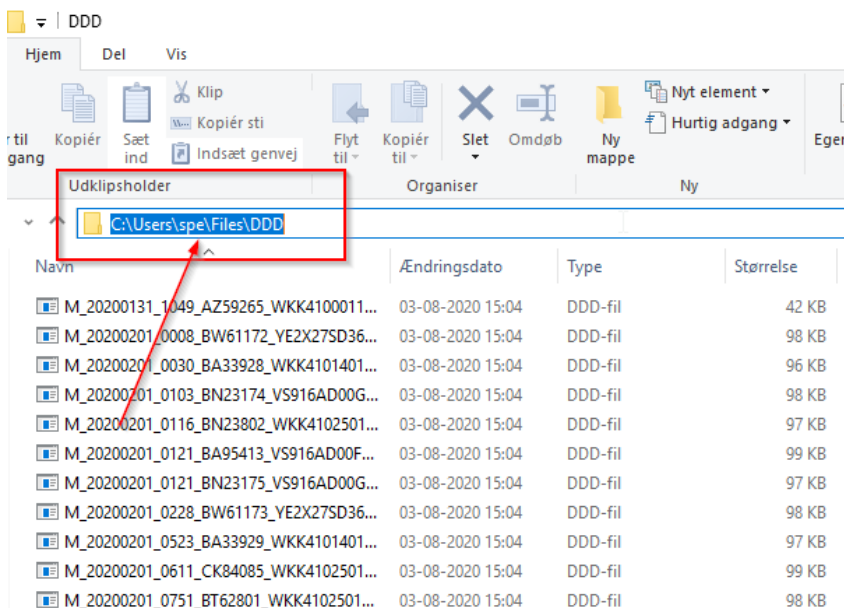 DDD
Hjem Del Vis
Klip
Kopiér sti
Indsæt genvej
til
gang
Kopiér
Sæt
ind
Flyt
til
Kopiér
til
Slet
Omdøb
Ny
mappe
Nyt element
Hurtig adgang
Eger
Udklipsholder Organiser Ny
C:\Users\spe\Files\DDD
Navn Ændringsdato Type Størrelse
M_20200131_1049_AZ59265_WKK4100011... 03-08-2020 15:04 DDD-fil 42 KB
M_20200201_0008_BW61172_YE2X27SD36... 03-08-2020 15:04 DDD-fil 98 KB
M_20200201_0030_BA33928_WKK4101401... 03-08-2020 15:04 DDD-fil 96 KB
M_20200201_0103_BN23174_VS916AD00G... 03-08-2020 15:04 DDD-fil 98 KB
M_20200201_0116_BN23802_WKK4102501... 03-08-2020 15:04 DDD-fil 97 KB
M_20200201_0121_BA95413_VS916AD00F... 03-08-2020 15:04 DDD-fil 99 KB
M_20200201_0121_BN23175_VS916AD00G... 03-08-2020 15:04 DDD-fil 97 KB
M_20200201_0228_BW61173_YE2X27SD36... 03-08-2020 15:04 DDD-fil 98 KB
M_20200201_0523_BA33929_WKK4101401... 03-08-2020 15:04 DDD-fil 97 KB
M_20200201_0611_CK84085_WKK4102501... 03-08-2020 15:04 DDD-fil 99 KB
M_20200201_0751_BT62801_WKK4102501... 03-08-2020 15:04 DDD-fil 98 KB